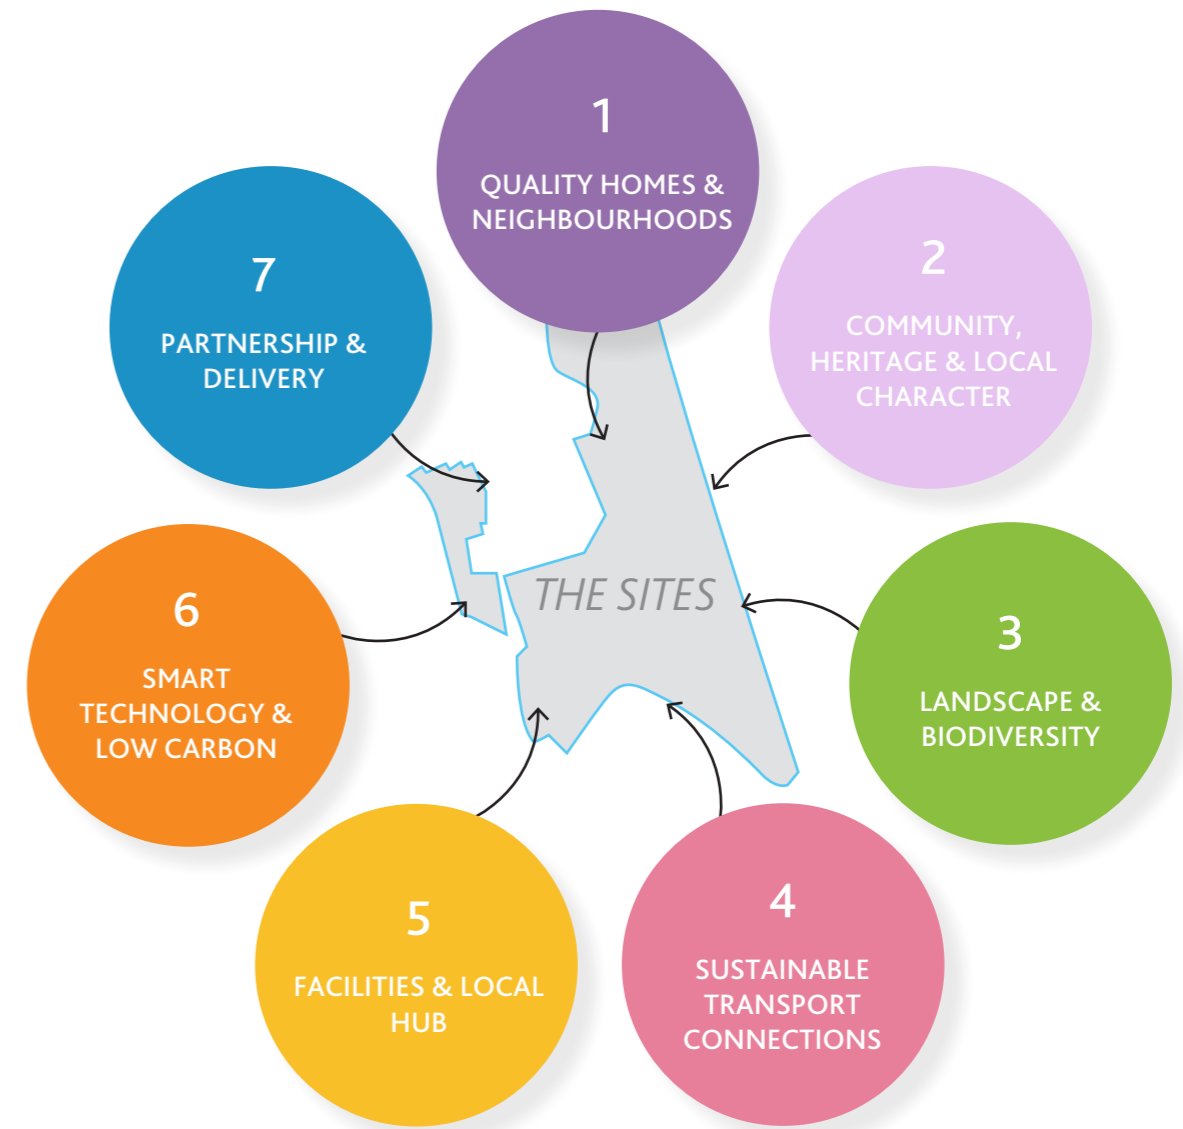 1
QUALITY HOMES &
NEIGHBOURHOODS
2
COMMUNITY,
HERITAGE & LOCAL
CHARACTER
3
LANDSCAPE &
BIODIVERSITY
4
SUSTAINABLE
TRANSPORT
CONNECTIONS
5
FACILITIES & LOCAL
HUB
6
SMART
TECHNOLOGY &
LOW CARBON
7
PARTNERSHIP &
DELIVERY
THE SITES